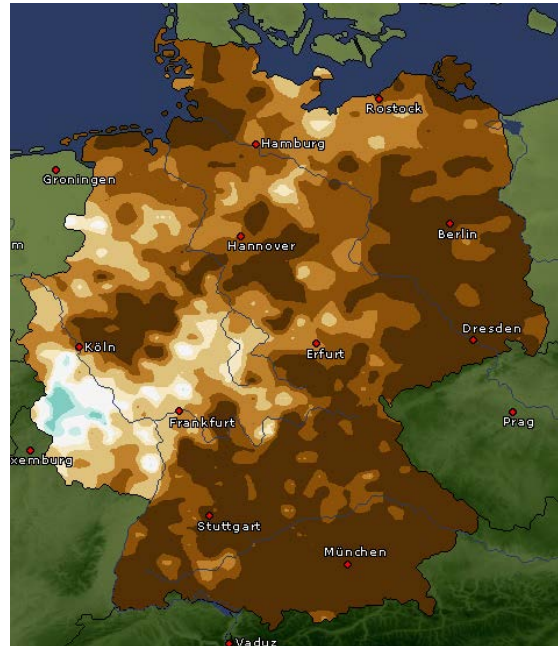 Rostock
Hamburg
Groningen
Berlin
m
Hannover
Dresden
Köln
Erfurt
Prag
Frankfurt
xemburg
Stuttgart
München
Vaduz